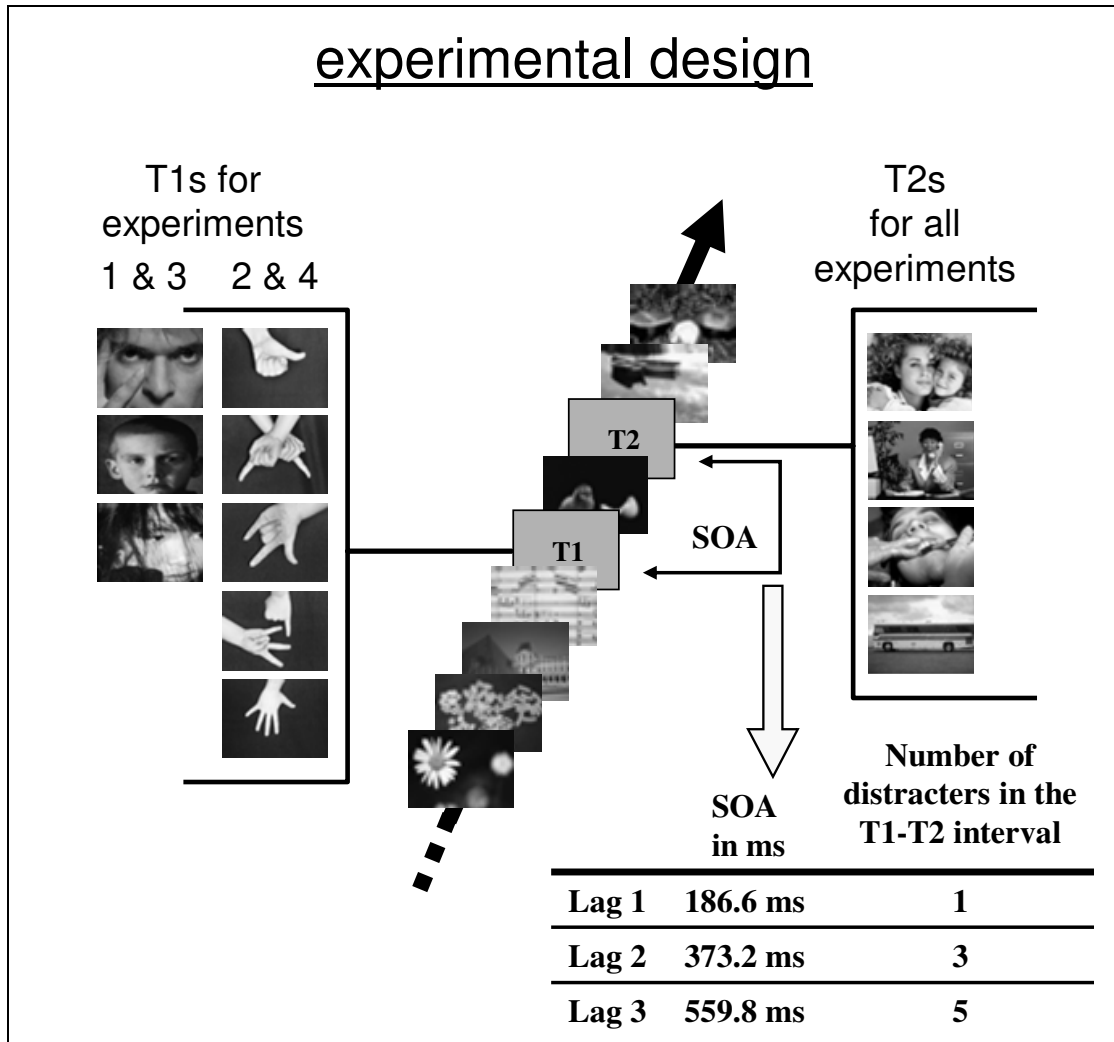 experimental design
T1s for
experiments
1 & 3 2 & 4
T2s
for all
experiments
T2
T1
SOA
SOA
in ms
Number of
distracters in the
T1-T2 interval
Lag 1 186.6 ms 1
Lag 2 373.2 ms 3
Lag 3 559.8 ms 5